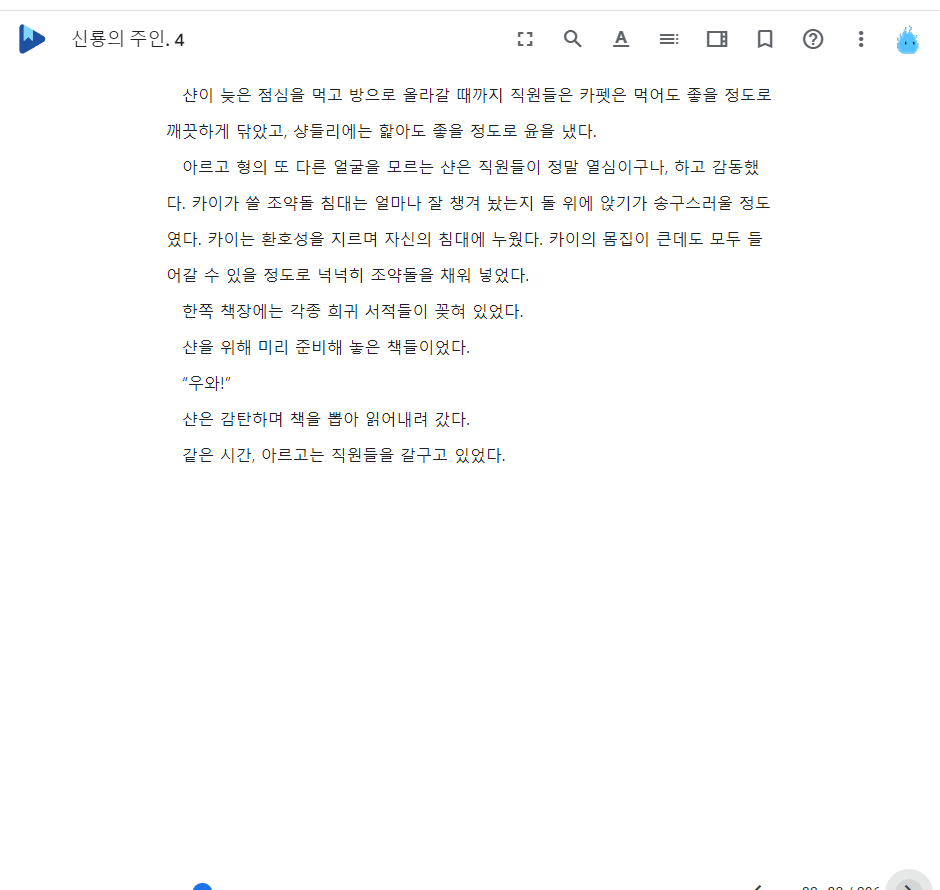 신룡의 주인. 4
샨이 늦은 점심을 먹고 방으로 올라갈 때까지 직원들은 카펫은 먹어도 좋을 정도로
깨끗하게 닦았고, 샹들리에는 핥아도 좋을 정도로 윤을 냈다.
아르고 형의 또 다른 얼굴을 모르는 샨은 직원들이 정말 열심이구나, 하고 감동했
다. 카이가 쓸 조약돌 침대는 얼마나 잘 챙겨 놨는지 돌 위에 앉기가 송구스러울 정도
였다. 카이는 환호성을 지르며 자신의 침대에 누웠다. 카이의 몸집이 큰데도 모두 들
어갈 수 있을 정도로 넉넉히 조약돌을 채워 넣었다.
한쪽 책장에는 각종 희귀 서적들이 꽂혀 있었다.
샨을 위해 미리 준비해 놓은 책들이었다.
“우와!”
샨은 감탄하며 책을 뽑아 읽어내려 갔다.
같은 시간, 아르고는 직원들을 갈구고 있었다.